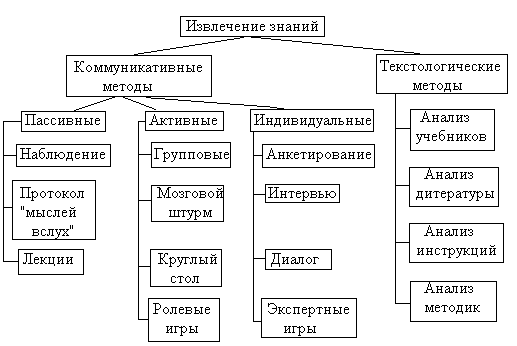 Извлечение знаний
Коммуникативные
методы
Текстологические
методы
Пассивные
Наблюдение
Протокол
"мыслей
вслух"
Лекции
Активные
Групповые
Мозговой
штурм
Круглый
стол
Ролевые
игры
Индивидуальные
Анкетирование
Интервью
Диалог
Экспертные
игры
Анализ
учебников
Анализ
дитературы
Анализ
инструкций
Анализ
методик